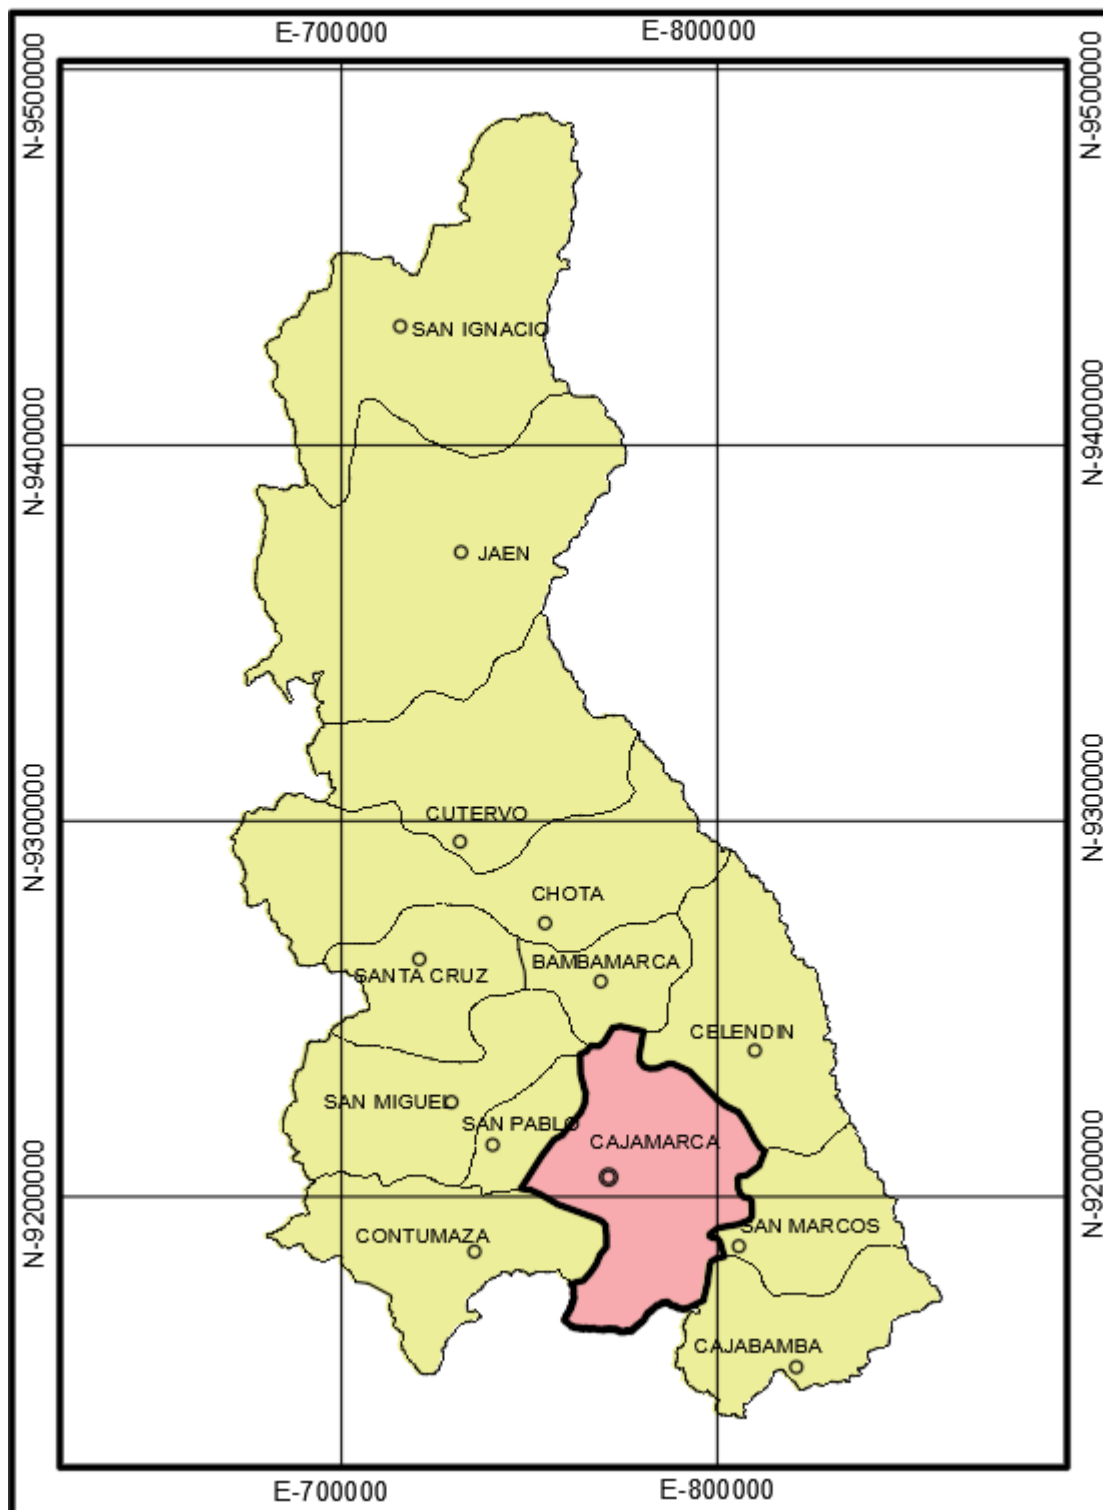 E-700000
E-800000
N-9500000
N-9500000
SAN IGNACIO
N-9400000
N-9400000
JAEN
N-9300000
N-9300000
CUTERVO
CHOTA
BAMBAMARCA
SANTA CRUZ
CELENDIN
SAN MIGUEL
SAN PABLO
CAJAMARCA
N-9200000
N-9200000
SAN MARCOS
CONTUMAZA
CAJABAMBA
E-700000
E-800000